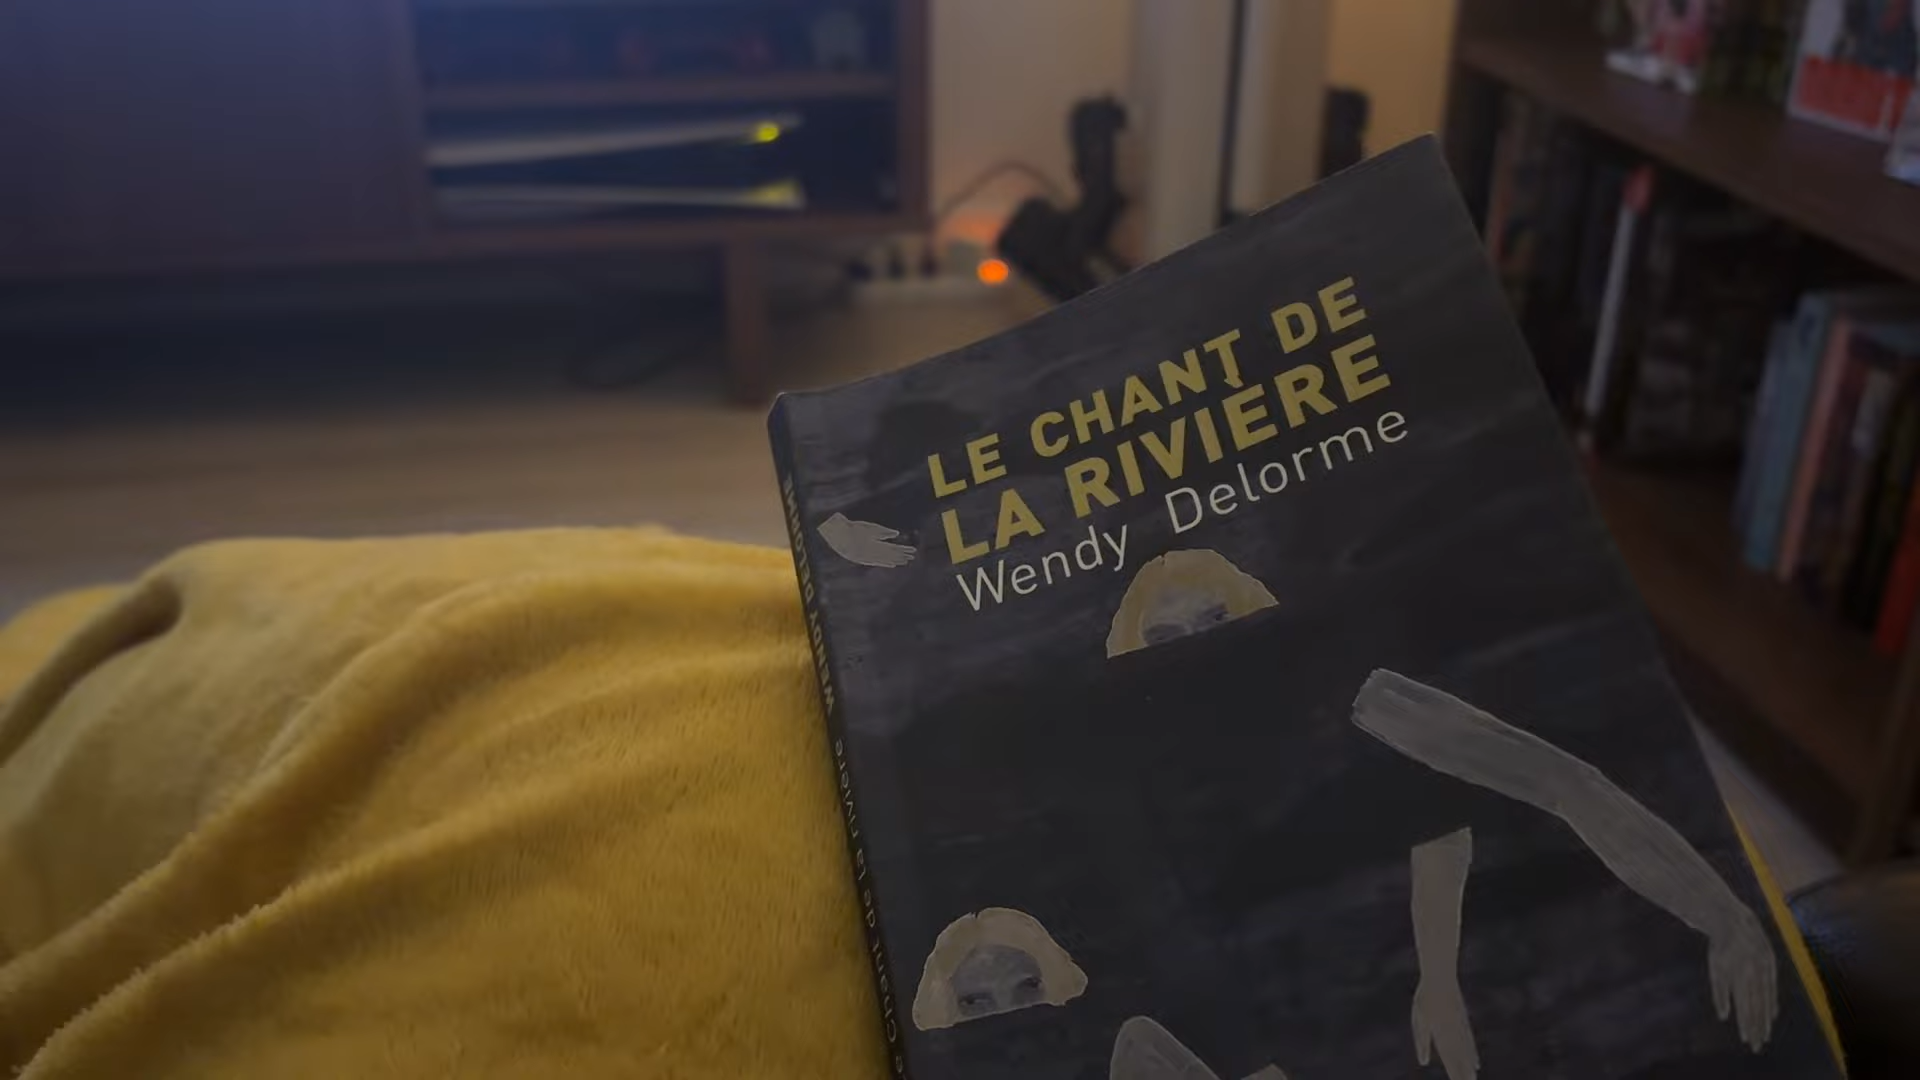 LE CHANT DE
LA RIVIÈRE
Wendy Delorme
WENDY DELORME
Le Chant de la rivière